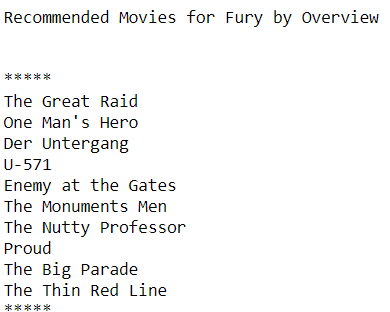 Recommended Movies for Fury by Overview
*****
The Great Raid
One Man's Hero
Der Untergang
U-571
Enemy at the Gates
The Monuments Men
The Nutty Professor
Proud
The Big Parade
The Thin Red Line
*****